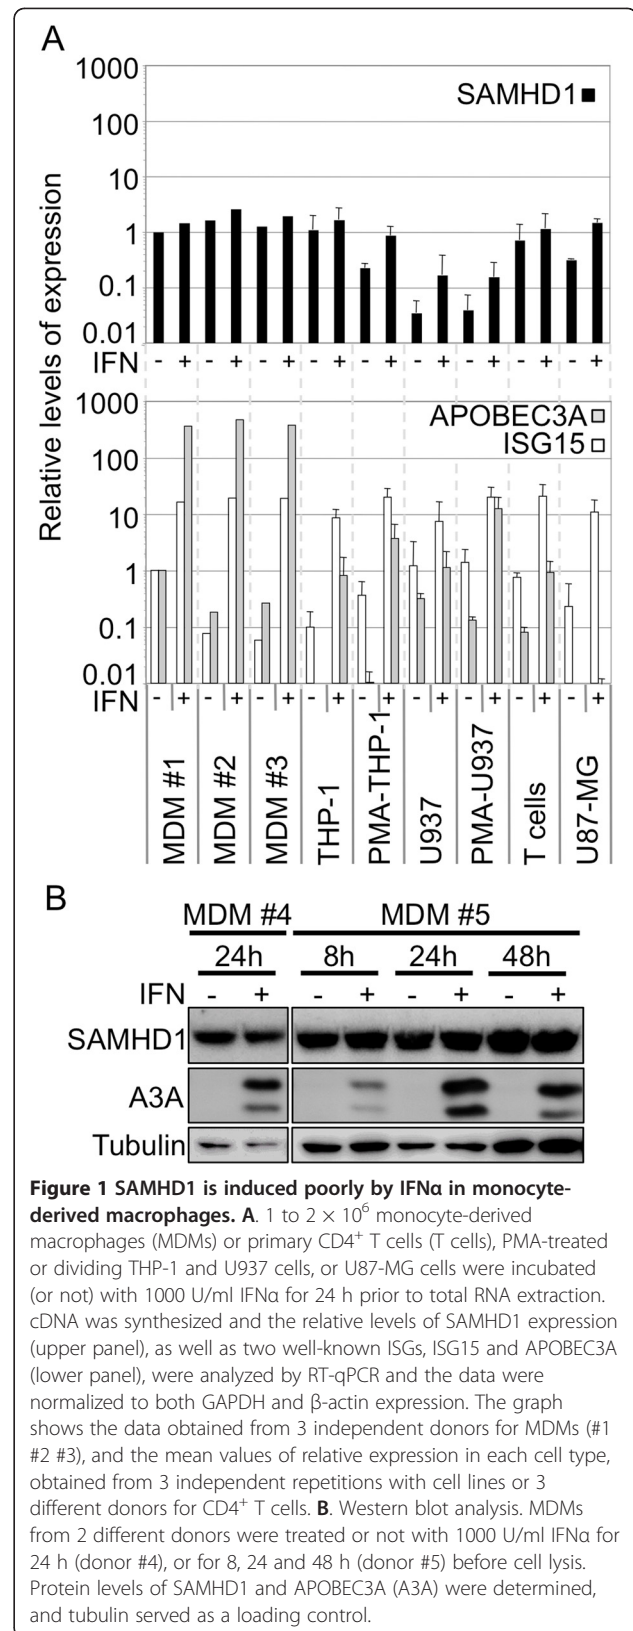 A
1000
SAMHD1
100
10
1
0.1
0.01
Relative levels of expression
IFN - + - + - + - + - + - + - + - + - +
1000
APOBEC3A
ISG15
100
10
1
0.1
0.01
IFN - + - + - + - + - + - + - + - + - +
MDM #1
MDM #2
MDM #3
THP-1
PMA-THP-1
U937
PMA-U937
T cells
U87-MG
B
MDM #4 MDM #5
24h 8h 24h 48h
IFN - + - + - + - +
SAMHD1
A3A
Tubulin
Figure 1 SAMHD1 is induced poorly by IFNα in monocyte-
derived macrophages. A. 1 to 2 × 10⁶ monocyte-derived
macrophages (MDMs) or primary CD4⁺ T cells (T cells), PMA-treated
or dividing THP-1 and U937 cells, or U87-MG cells were incubated
(or not) with 1000 U/ml IFNα for 24 h prior to total RNA extraction.
cDNA was synthesized and the relative levels of SAMHD1 expression
(upper panel), as well as two well-known ISGs, ISG15 and APOBEC3A
(lower panel), were analyzed by RT-qPCR and the data were
normalized to both GAPDH and β-actin expression. The graph
shows the data obtained from 3 independent donors for MDMs (#1
#2 #3), and the mean values of relative expression in each cell type,
obtained from 3 independent repetitions with cell lines or 3
different donors for CD4⁺ T cells. B. Western blot analysis. MDMs
from 2 different donors were treated or not with 1000 U/ml IFNα for
24 h (donor #4), or for 8, 24 and 48 h (donor #5) before cell lysis.
Protein levels of SAMHD1 and APOBEC3A (A3A) were determined,
and tubulin served as a loading control.